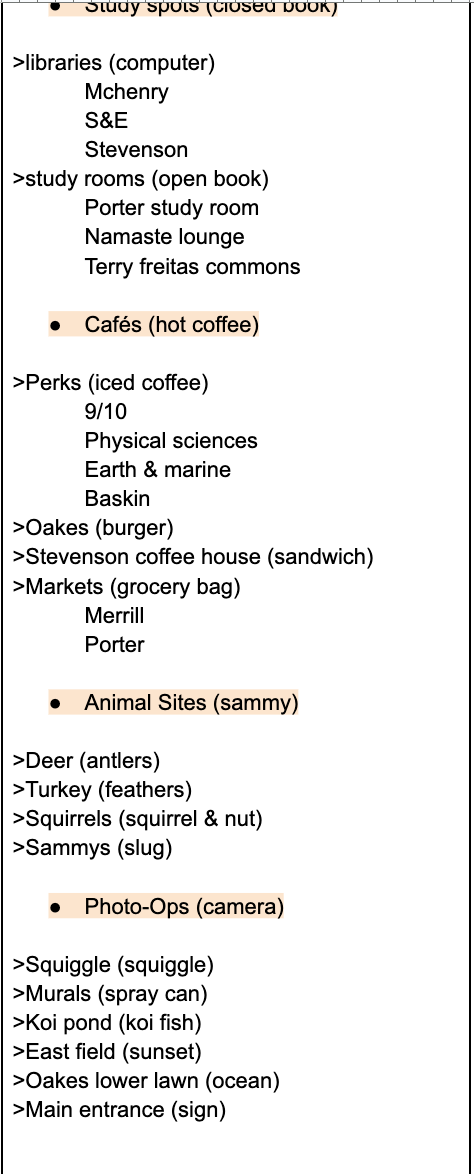 ● Study spots (closed book)
>libraries (computer)
Mchenry
S&E
Stevenson
>study rooms (open book)
Porter study room
Namaste lounge
Terry freitas commons
● Cafés (hot coffee)
>Perks (iced coffee)
9/10
Physical sciences
Earth & marine
Baskin
>Oakes (burger)
>Stevenson coffee house (sandwich)
>Markets (grocery bag)
Merrill
Porter
● Animal Sites (sammy)
>Deer (antlers)
>Turkey (feathers)
>Squirrels (squirrel & nut)
>Sammys (slug)
● Photo-Ops (camera)
>Squiggle (squiggle)
>Murals (spray can)
>Koi pond (koi fish)
>East field (sunset)
>Oakes lower lawn (ocean)
>Main entrance (sign)